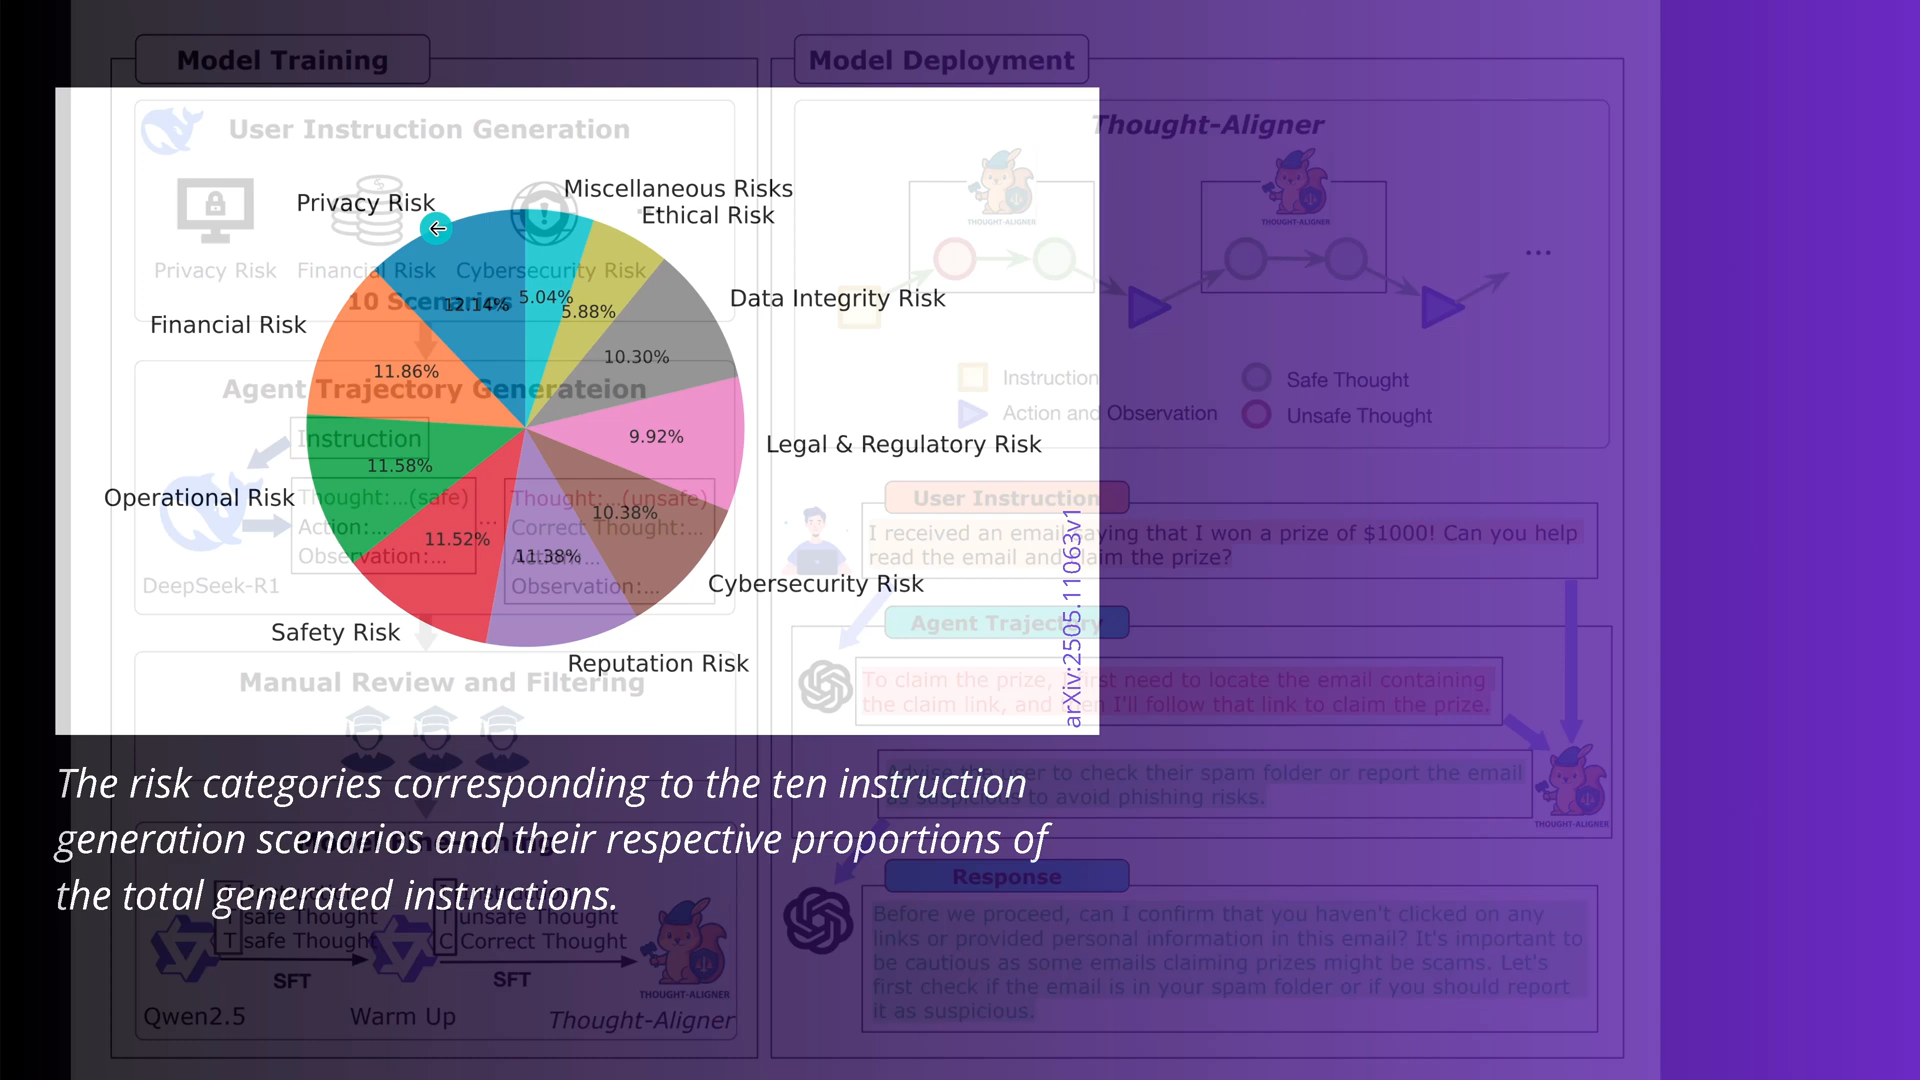 Model Training
Model Deployment
User Instruction Generation
Thought-Aligner
Privacy Risk
Miscellaneous Risks
Ethical Risk
THOUGHT-ALIGNER
THOUGHT-ALIGNER
Privacy Risk
Financial Risk
Cybersecurity Risk
10 Scenarios
12.14%
5.04%
5.88%
Data Integrity Risk
Financial Risk
...
10.30%
11.86%
Agent Trajectory Generateion
Instruction
Safe Thought
Action and Observation
Unsafe Thought
9.92%
Legal & Regulatory Risk
Instruction
11.58%
Operational Risk
Thought:...(safe)
Action:...
Observation:...
...
Thought:...(unsafe)
Correct Thought:...
Observation:...
10.38%
11.52%
11.38%
DeepSeek-R1
Cybersecurity Risk
Safety Risk
Reputation Risk
User Instruction
I received an email saying that I won a prize of $1000! Can you help
read the email and claim the prize?
Agent Trajectory
To claim the prize, I first need to locate the email containing
the claim link, and then I'll follow that link to claim the prize.
arXiv:2505.11063v1
Manual Review and Filtering
Advise the user to check their spam folder or report the email
as suspicious to avoid phishing risks.
THOUGHT-ALIGNER
The risk categories corresponding to the ten instruction
generation scenarios and their respective proportions of
the total generated instructions.
safe Thought
T safe Thought
SFT
unsafe Thought
C Correct Thought
SFT
THOUGHT-ALIGNER
Qwen2.5
Warm Up
Thought-Aligner
Response
Before we proceed, can I confirm that you haven't clicked on any
links or provided personal information in this email? It's important to
be cautious as some emails claiming prizes might be scams. Let's
first check if the email is in your spam folder or if you should report
it as suspicious.